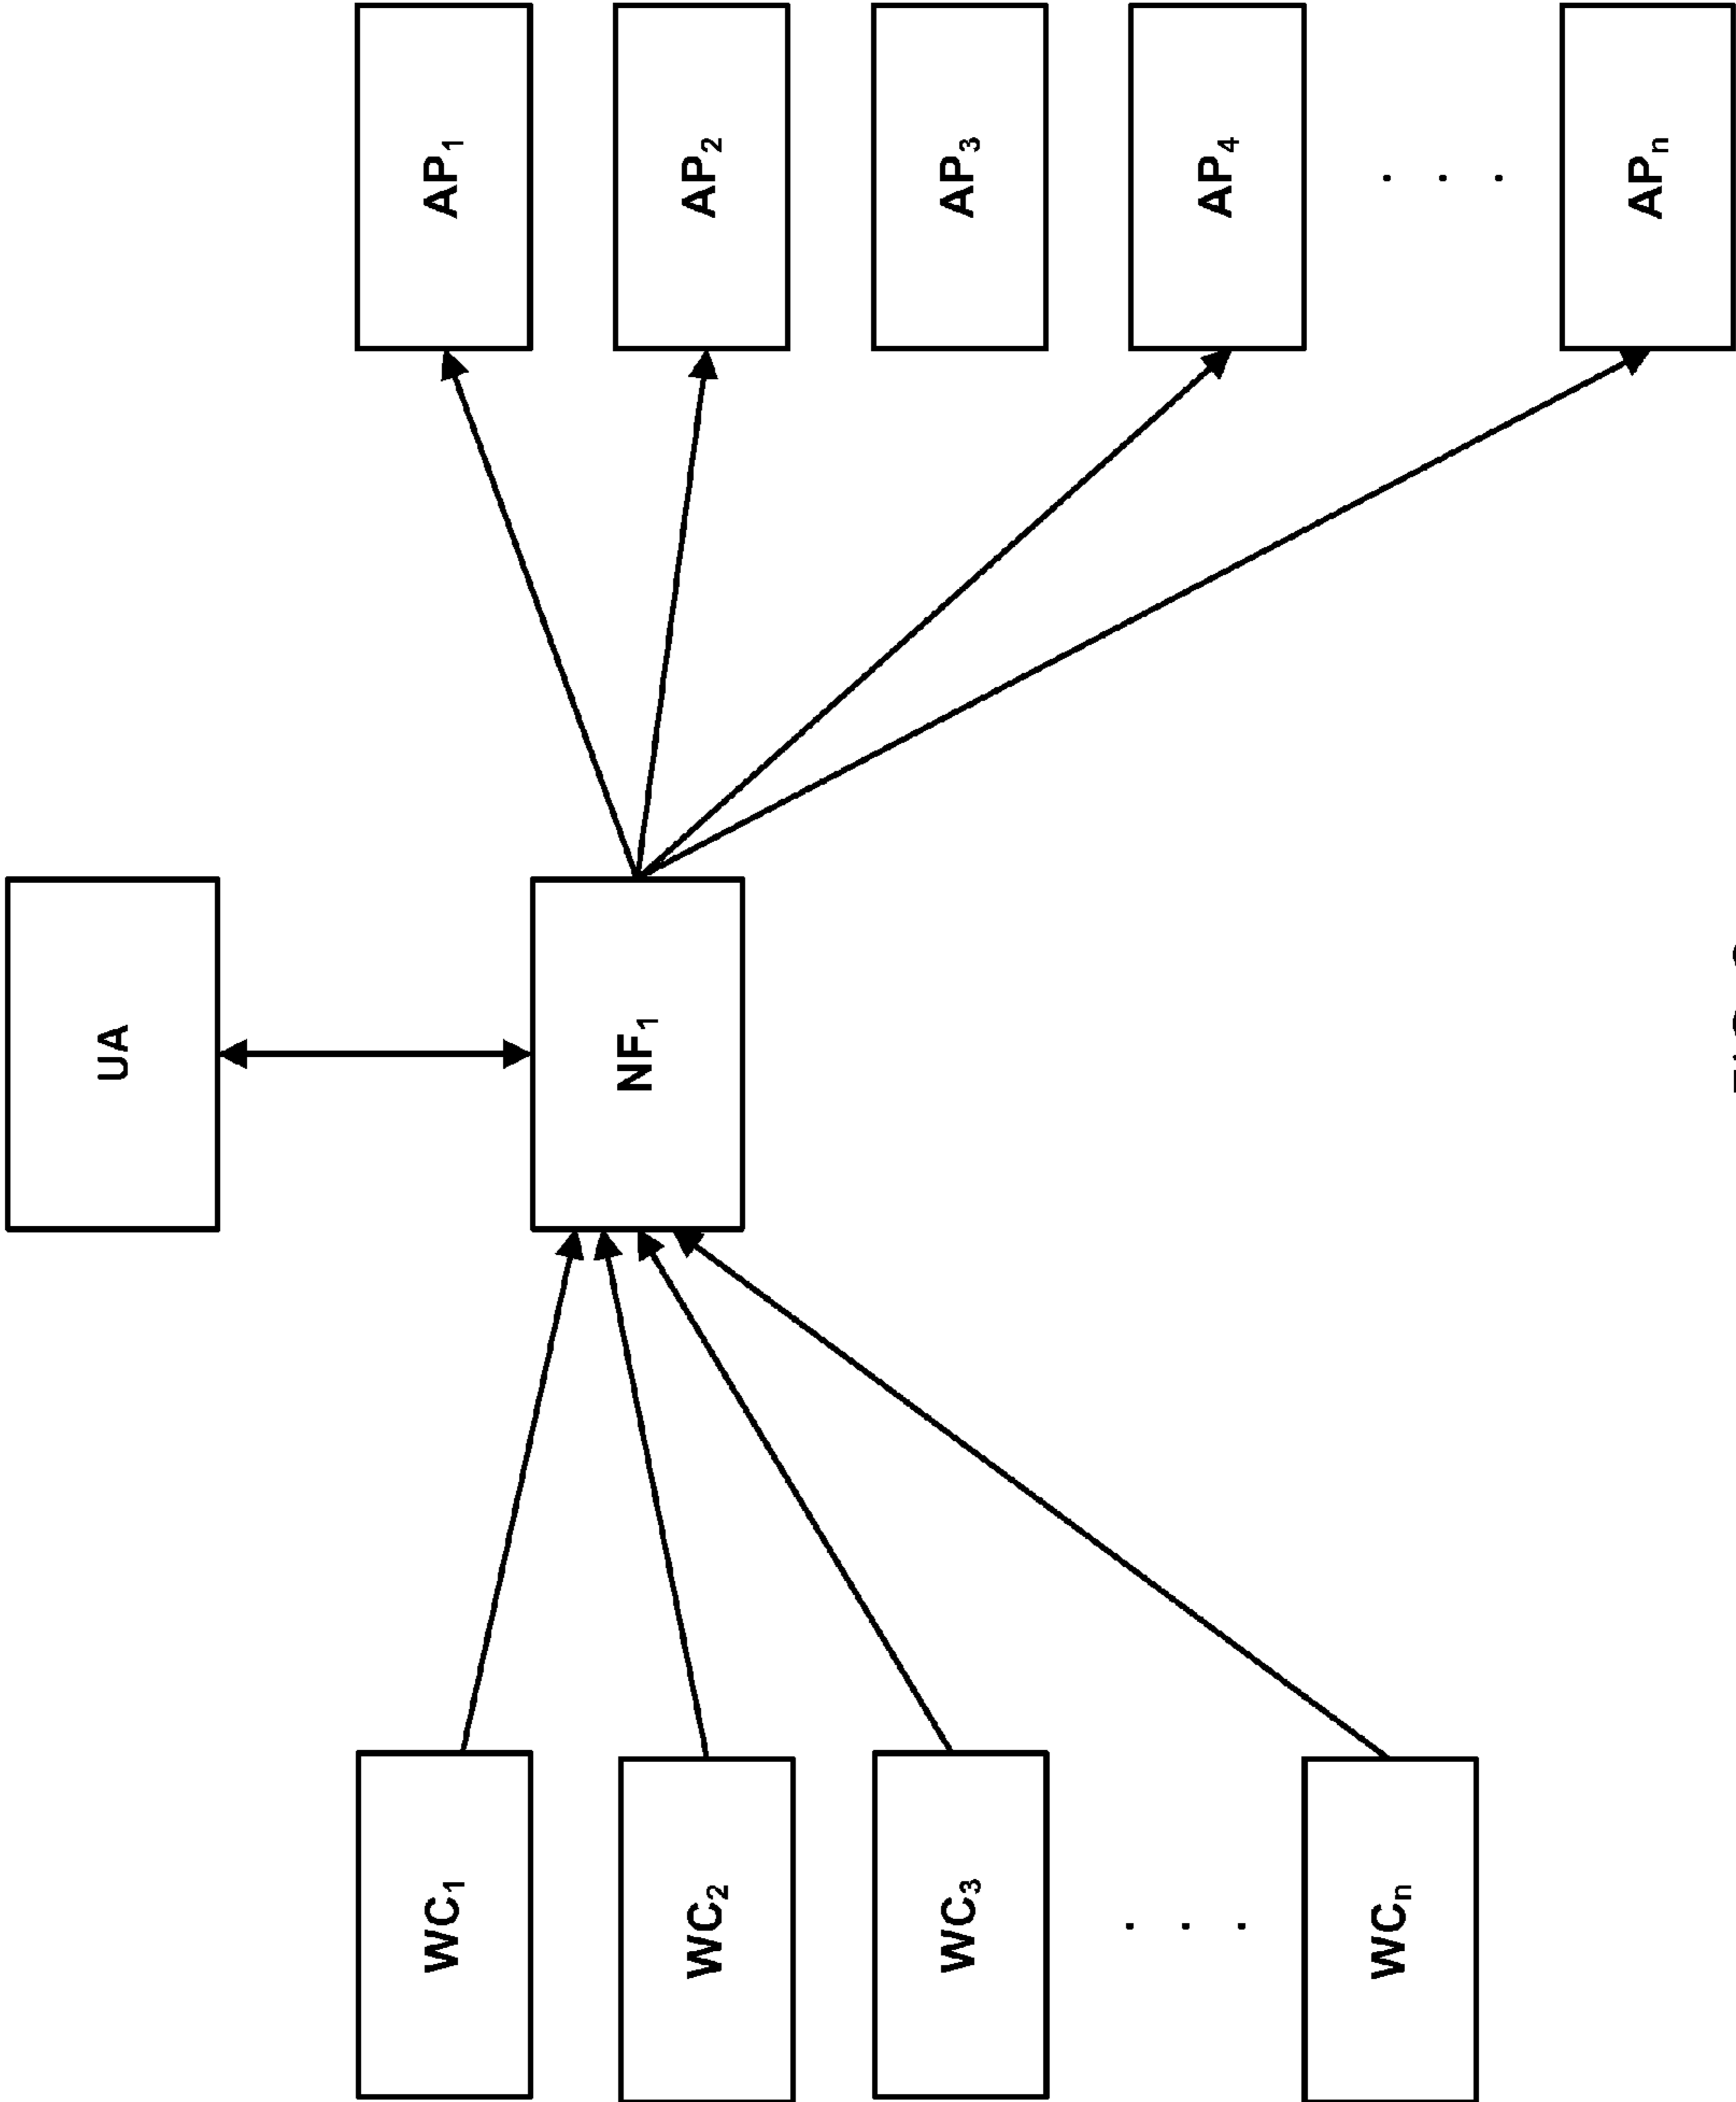 UA
WC₁
AP₁
NF₁
WC₂
AP₂
WC₃
AP₃
AP₄
. . .
WCₙ
. . .
APₙ